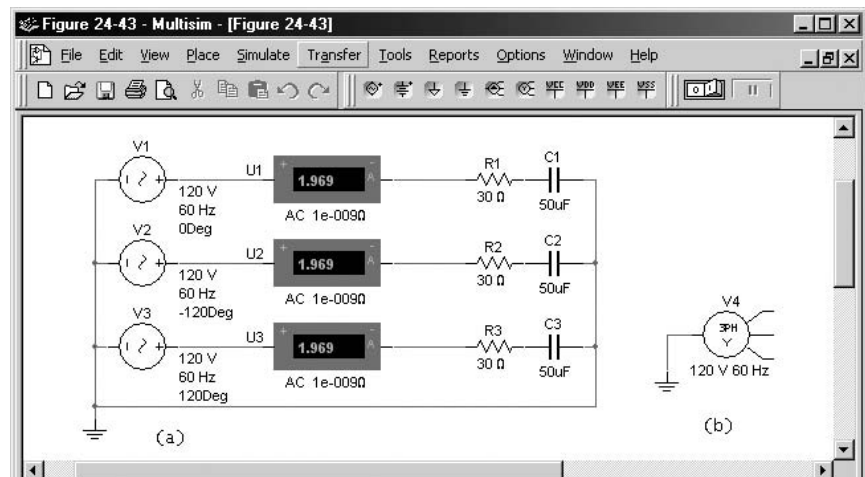 Figure 24-43 - Multisim - [Figure 24-43]
File Edit View Place Simulate Transfer Tools Reports Options Window Help
VCC VDD VEE VSS
V1
120 V
60 Hz
0Deg
U1
+ -
1.969 A
AC 1e-009Ω
R1
30 Ω
C1
50uF
V2
120 V
60 Hz
-120Deg
U2
+ -
1.969 A
AC 1e-009Ω
R2
30 Ω
C2
50uF
V3
120 V
60 Hz
120Deg
U3
+ -
1.969 A
AC 1e-009Ω
R3
30 Ω
C3
50uF
(a)
V4
3PH
Y
120 V 60 Hz
(b)